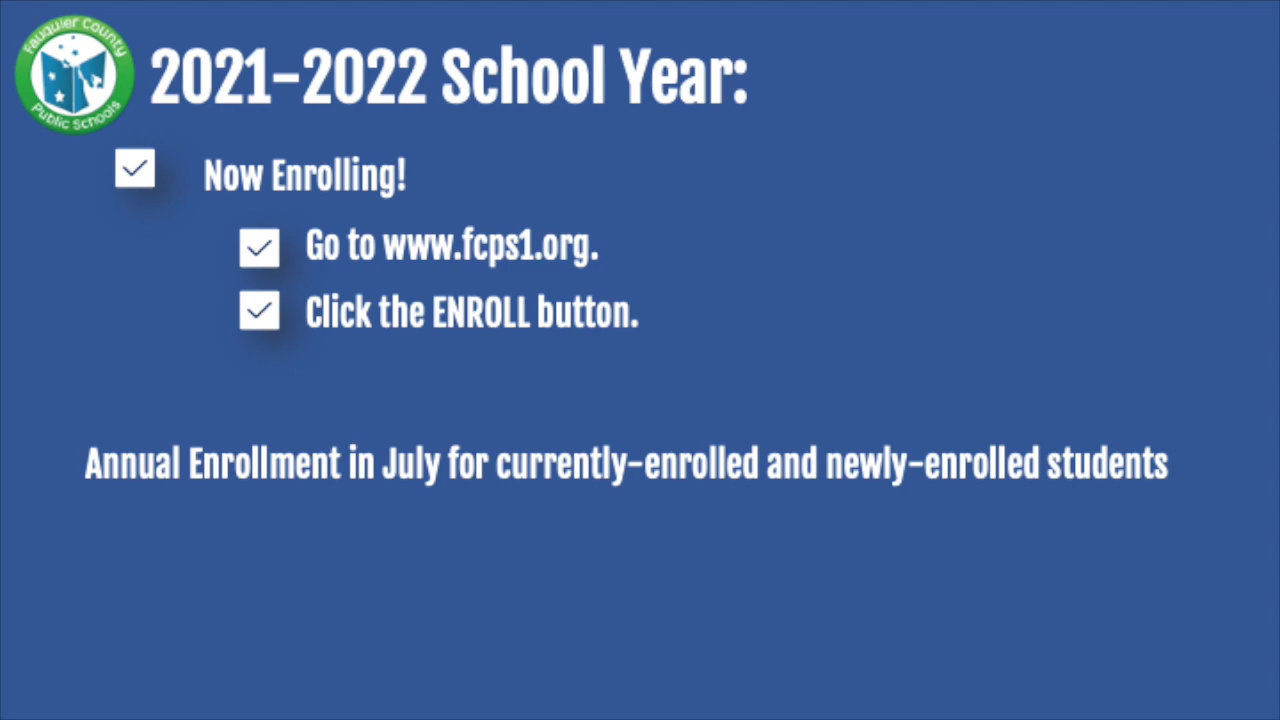 Fauquier County
Public Schools
2021-2022 School Year:
Now Enrolling!
Go to www.fcps1.org.
Click the ENROLL button.
Annual Enrollment in July for currently-enrolled and newly-enrolled students